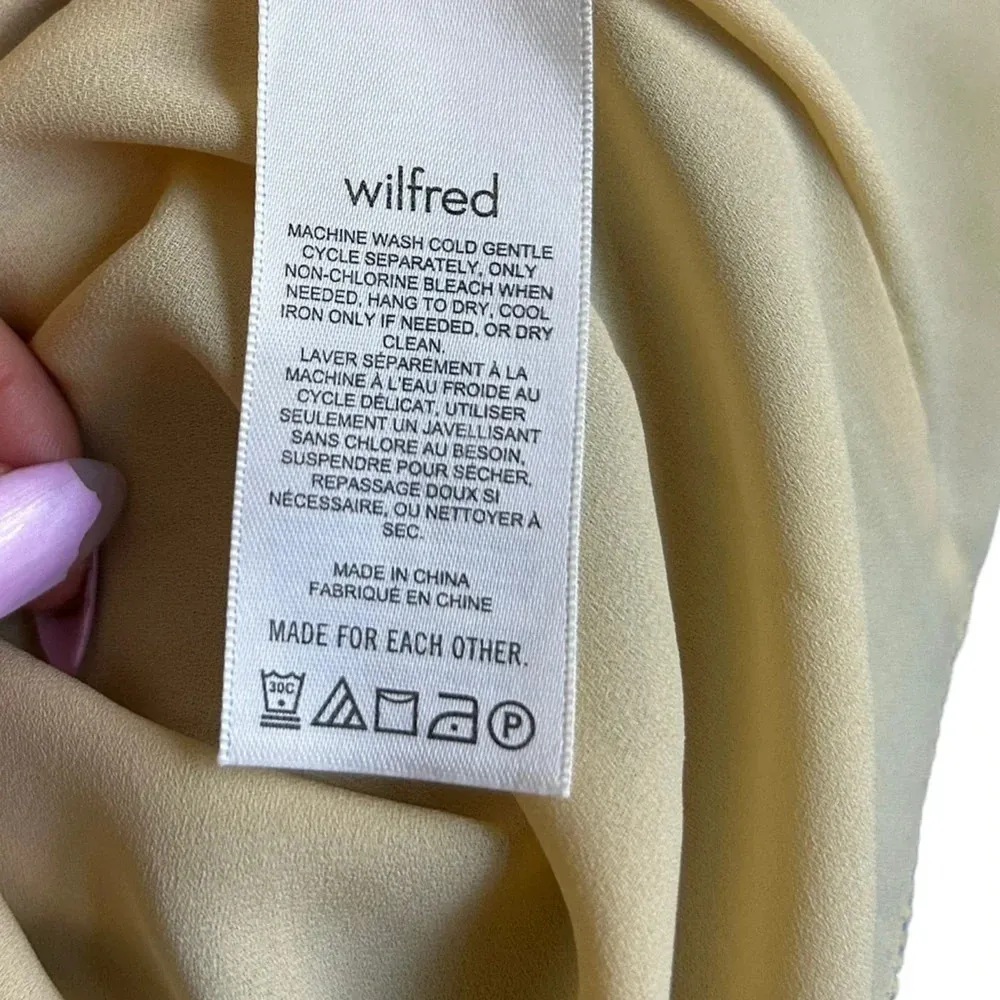 wilfred
MACHINE WASH COLD GENTLE
CYCLE SEPARATELY, ONLY
NON-CHLORINE BLEACH WHEN
NEEDED, HANG TO DRY, COOL
IRON ONLY IF NEEDED, OR DRY
CLEAN.
LAVER SÉPARÉMENT À LA
MACHINE À L'EAU FROIDE AU
CYCLE DÉLICAT, UTILISER
SEULEMENT UN JAVELLISANT
SANS CHLORE AU BESOIN,
SUSPENDRE POUR SÉCHER,
REPASSAGE DOUX SI
NÉCESSAIRE, OU NETTOYER À
SEC.
MADE IN CHINA
FABRIQUÉ EN CHINE
MADE FOR EACH OTHER.
30C P